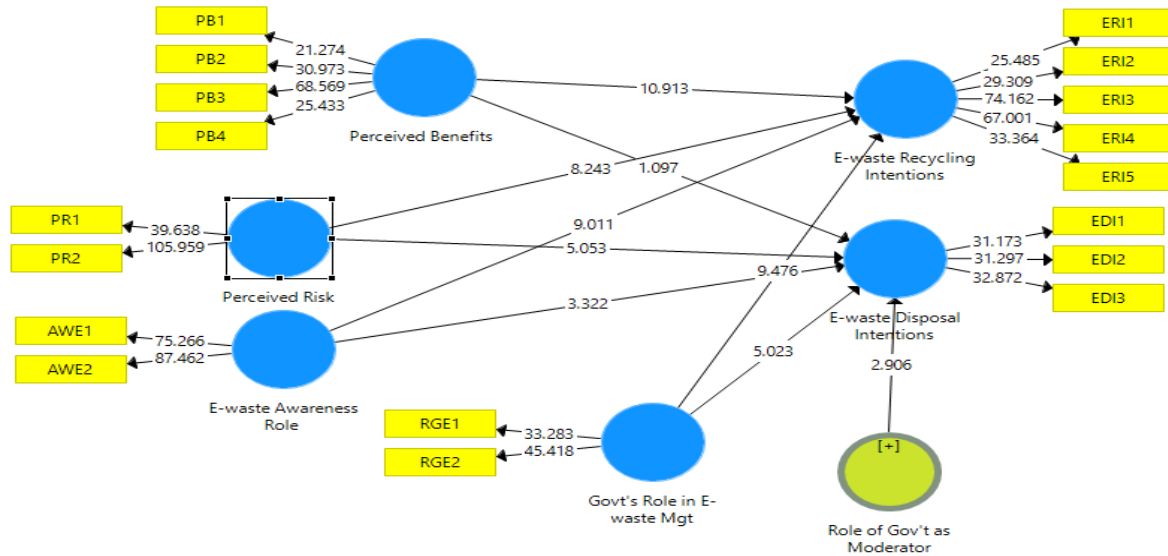 PB1
PB2
PB3
PB4
21.274
30.973
68.569
25.433
Perceived Benefits
10.913
1.097
ERI1
ERI2
ERI3
ERI4
ERI5
25.485
29.309
74.162
67.001
33.364
E-waste Recycling
Intentions
PR1
PR2
39.638
105.959
Perceived Risk
8.243
5.053
EDI1
EDI2
EDI3
31.173
31.297
32.872
E-waste Disposal
Intentions
AWE1
AWE2
75.266
87.462
E-waste Awareness
Role
9.011
3.322
RGE1
RGE2
33.283
45.418
Govt's Role in E-
waste Mgt
9.476
5.023
2.906
[+]
Role of Gov't as
Moderator